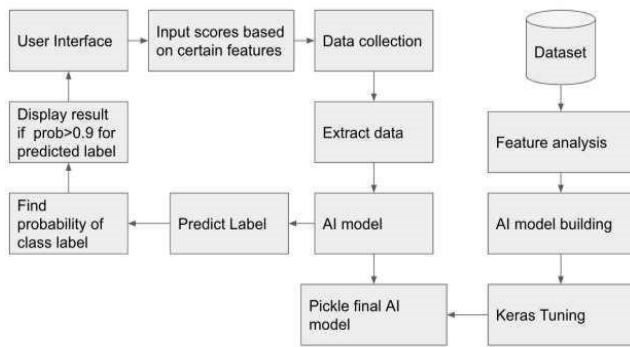 User Interface
Input scores based
on certain features
Data collection
Dataset
Display result
if prob>0.9 for
predicted label
Extract data
Feature analysis
Find
probability of
class label
Predict Label
AI model
AI model building
Pickle final AI
model
Keras Tuning